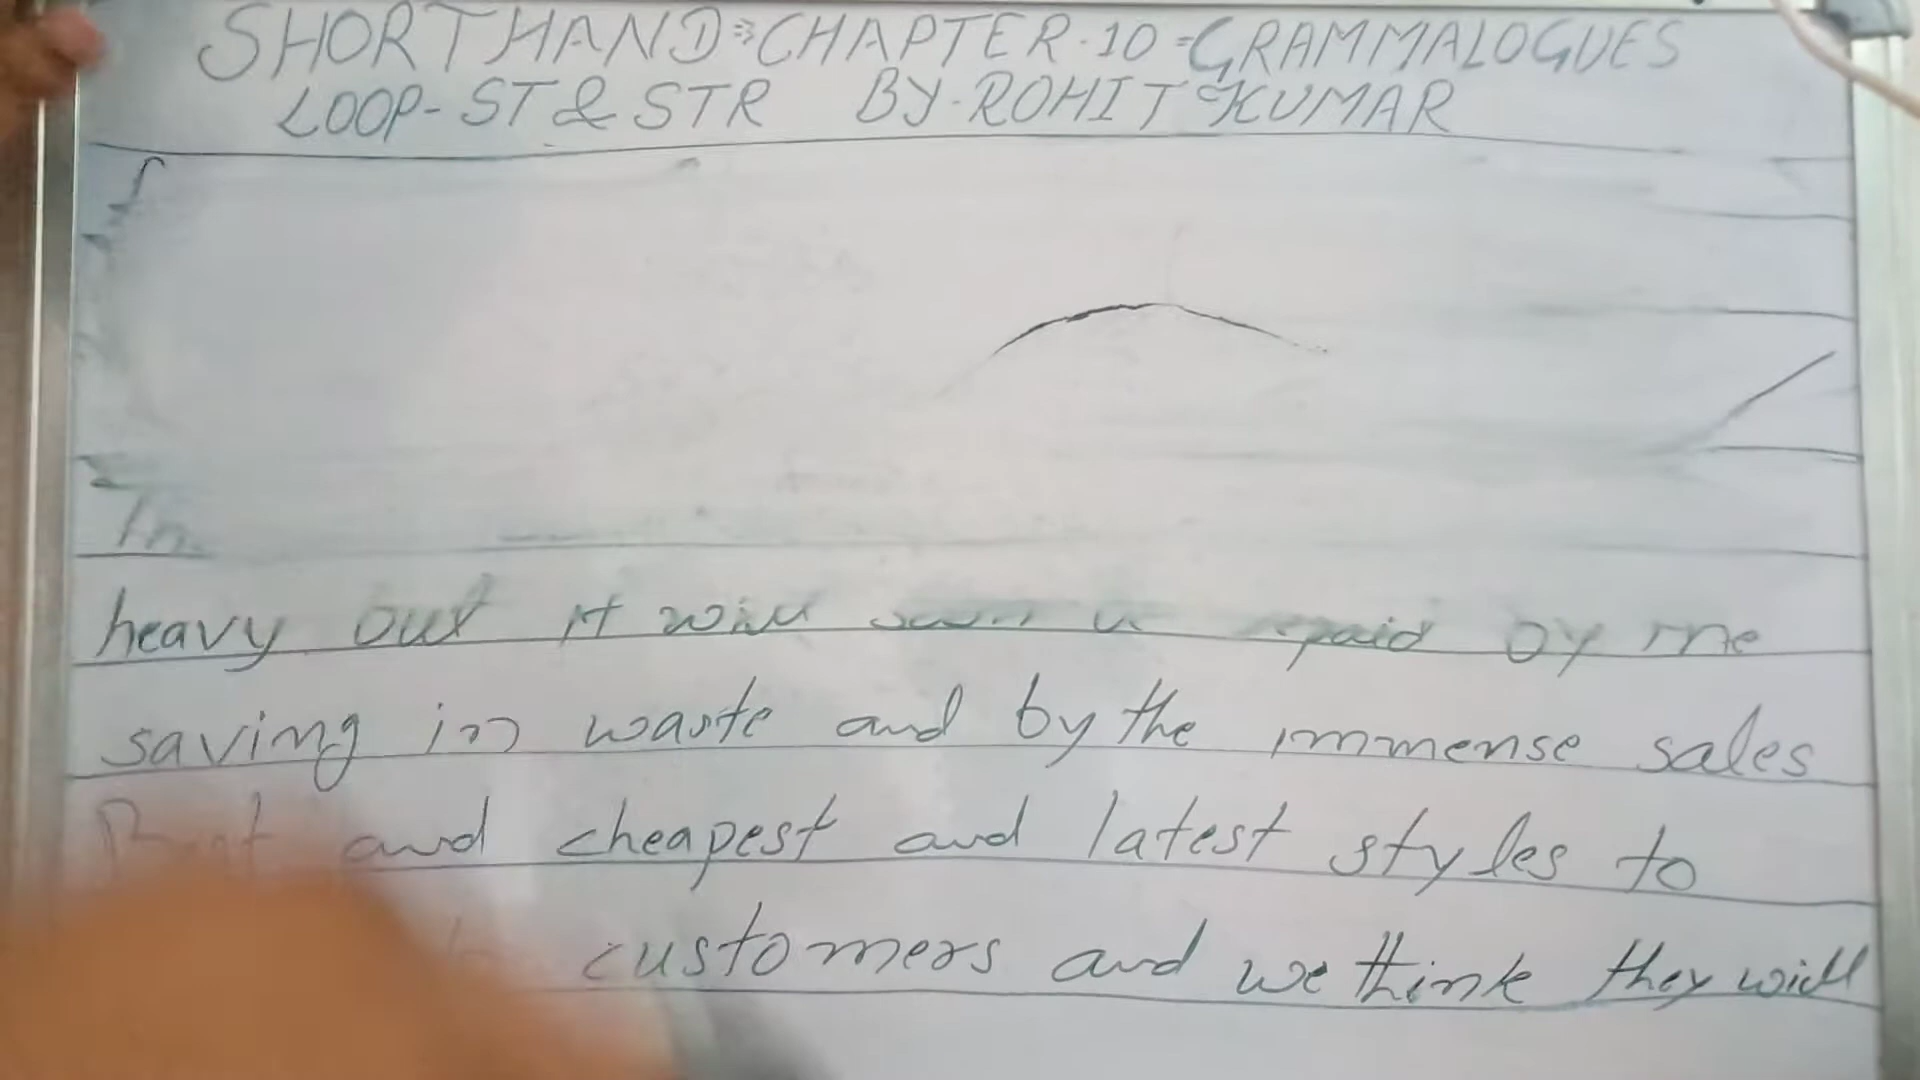 SHORTHAND⇒CHAPTER-10=GRAMMALOGUES
LOOP-ST & STR BY-ROHIT KUMAR
heavy but it will repaid by the
saving in waste and by the immense sales
and cheapest and latest styles to
customers and we think they will